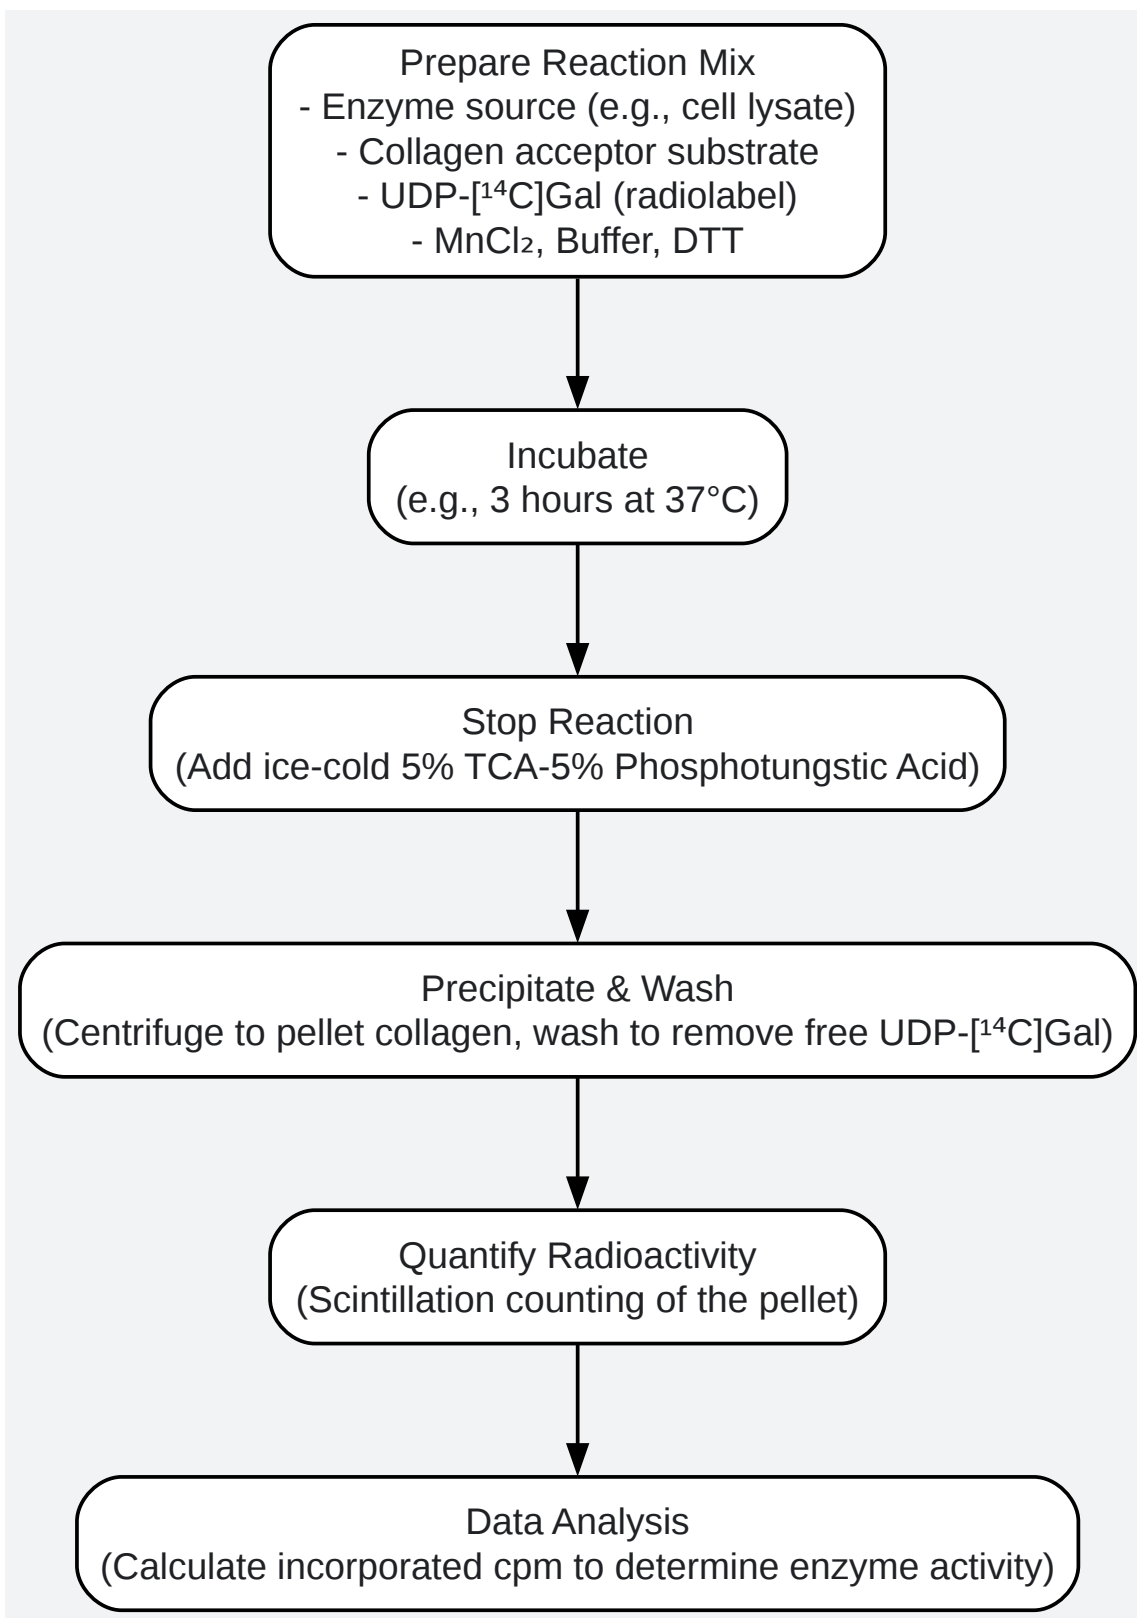 Prepare Reaction Mix
- Enzyme source (e.g., cell lysate)
- Collagen acceptor substrate
- UDP-[¹⁴C]Gal (radiolabel)
- MnCl₂, Buffer, DTT
Incubate
(e.g., 3 hours at 37°C)
Stop Reaction
(Add ice-cold 5% TCA-5% Phosphotungstic Acid)
Precipitate & Wash
(Centrifuge to pellet collagen, wash to remove free UDP-[¹⁴C]Gal)
Quantify Radioactivity
(Scintillation counting of the pellet)
Data Analysis
(Calculate incorporated cpm to determine enzyme activity)